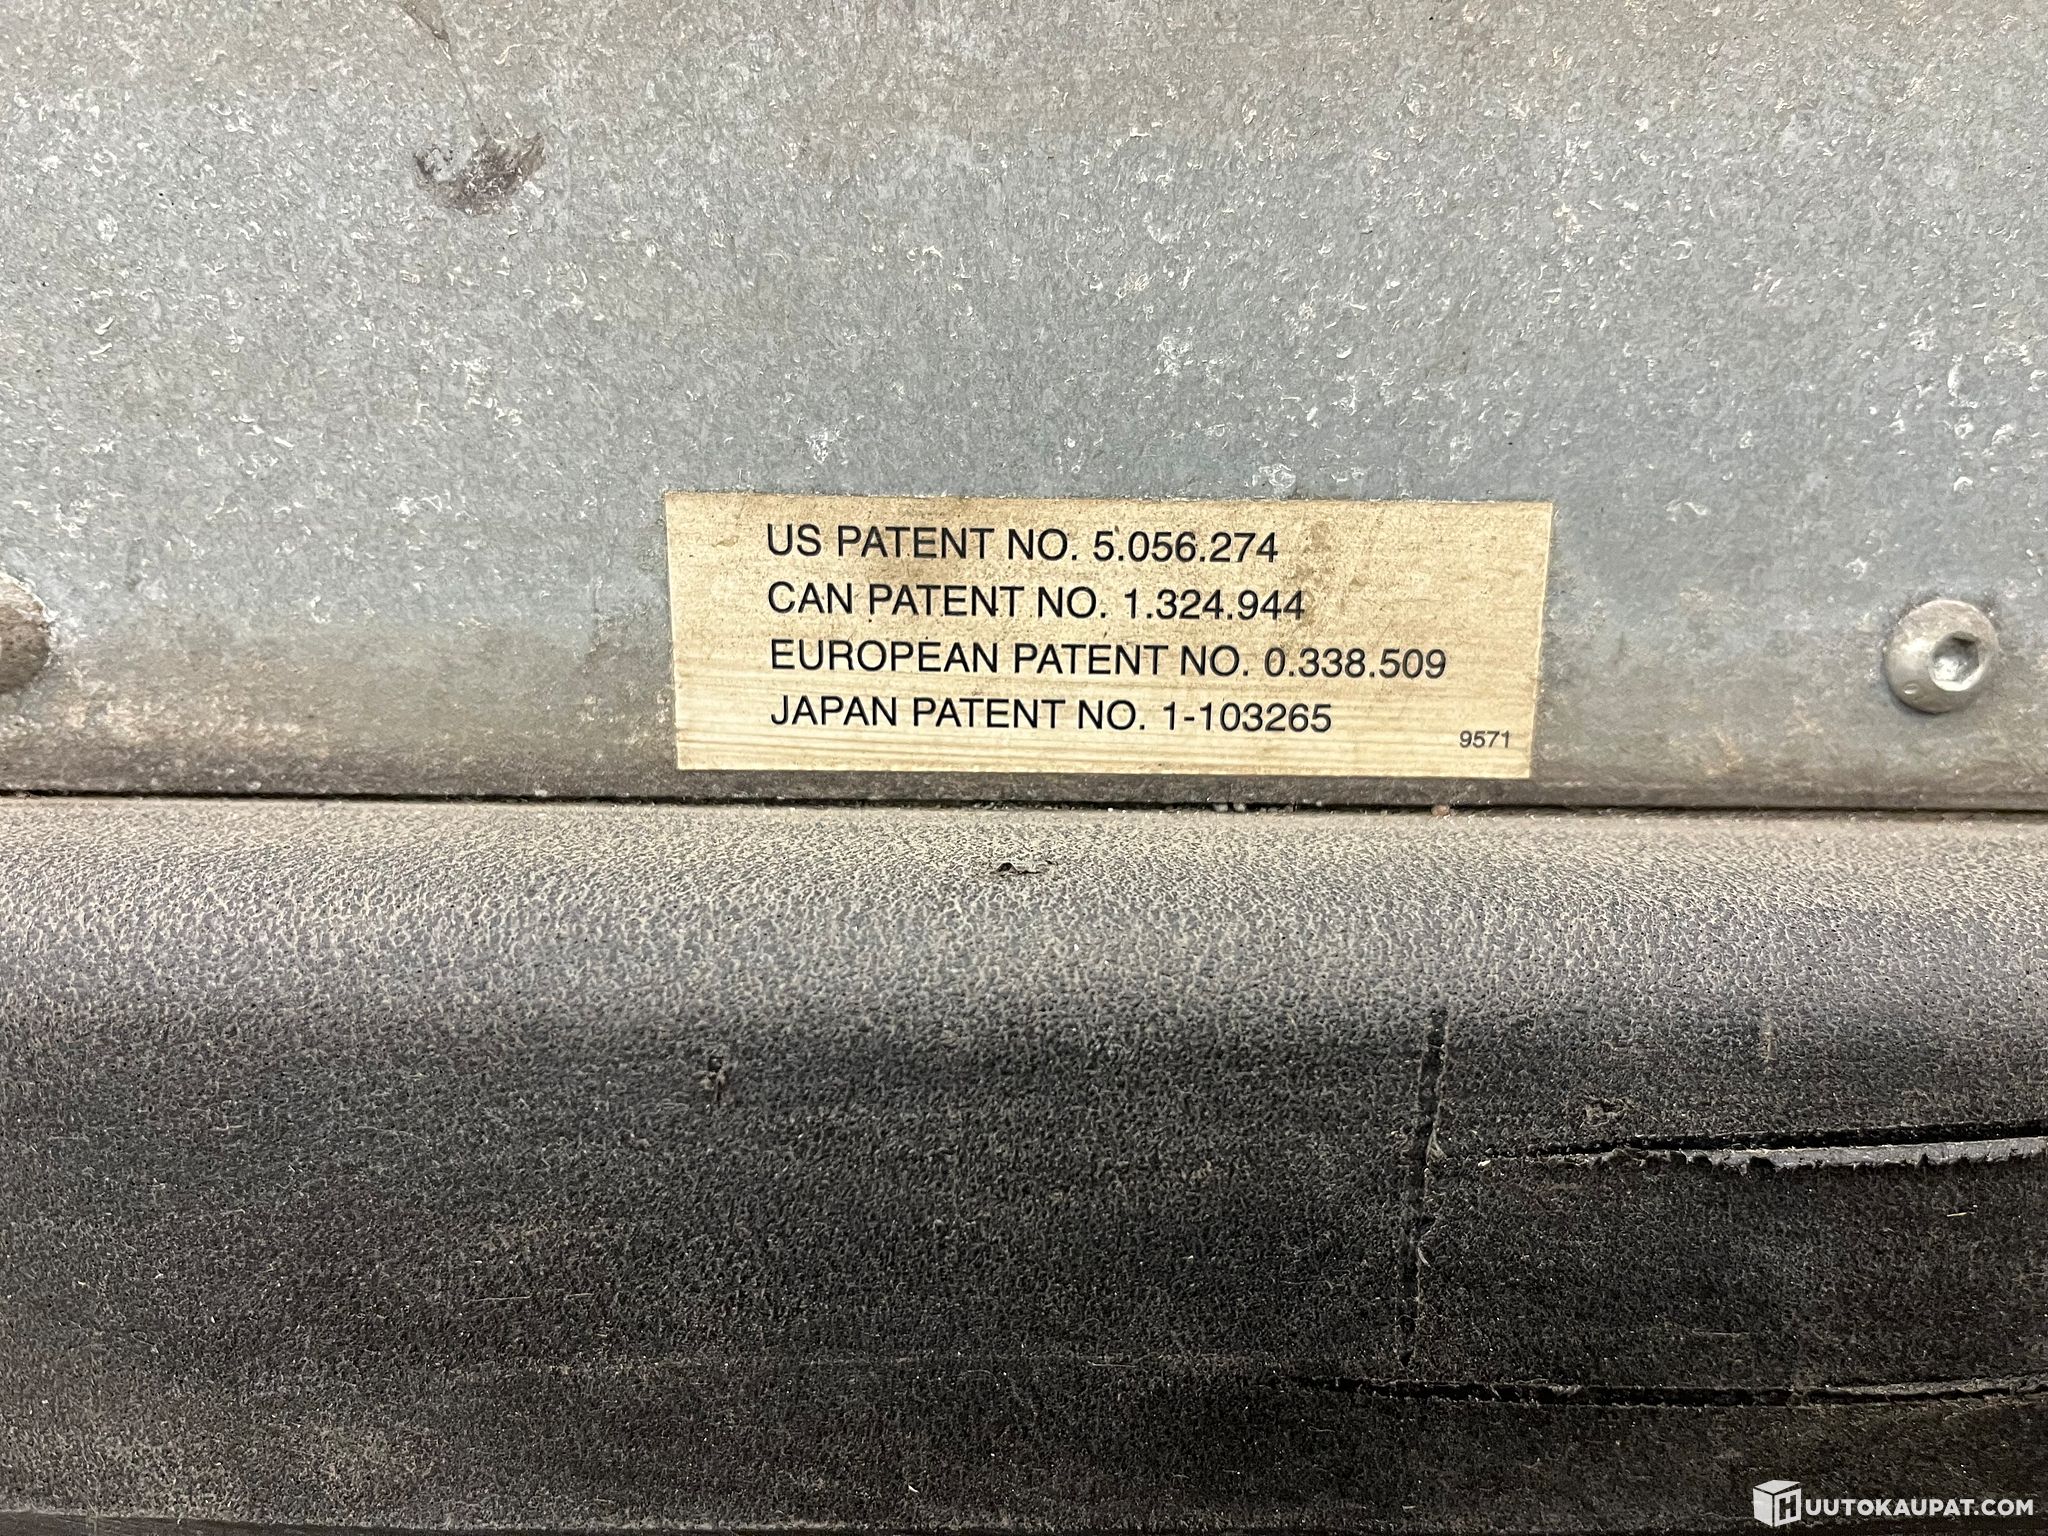 US PATENT NO. 5.056.274
CAN PATENT NO. 1.324.944
EUROPEAN PATENT NO. 0.338.509
JAPAN PATENT NO. 1-103265
9571
HUUTOKAUPAT.COM